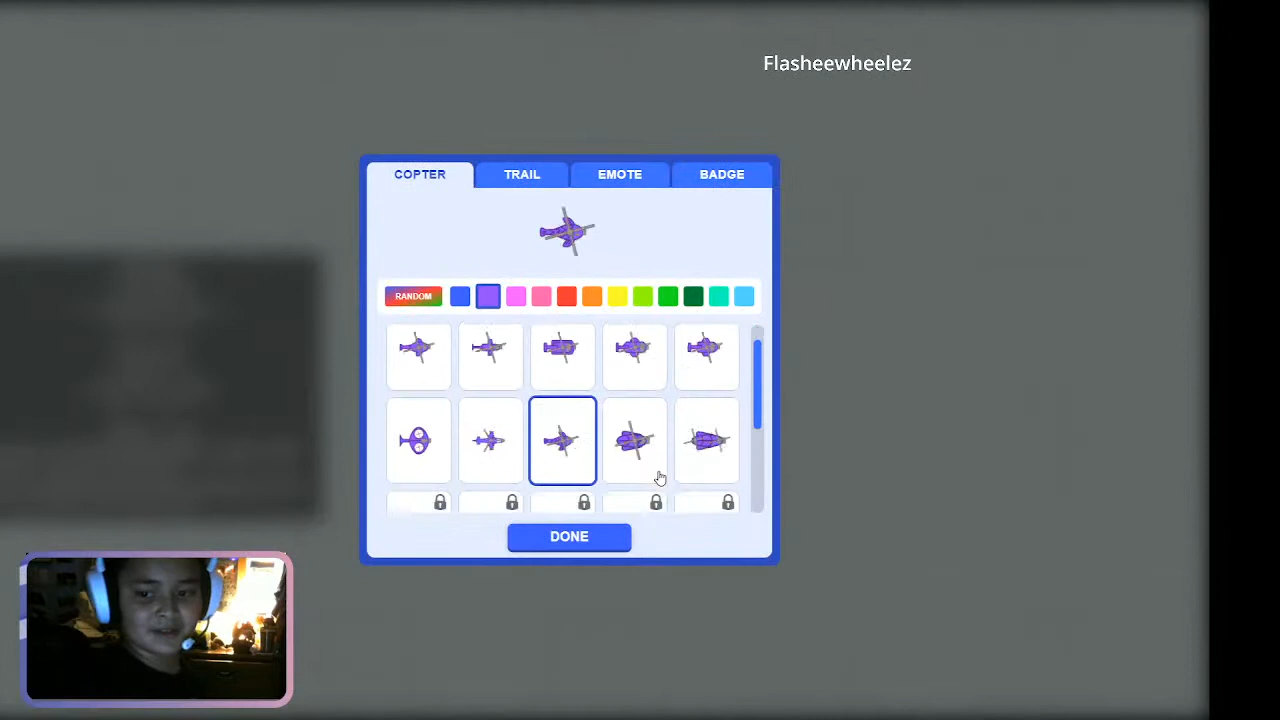 Flasheewheelez
COPTER
TRAIL
EMOTE
BADGE
RANDOM
DONE